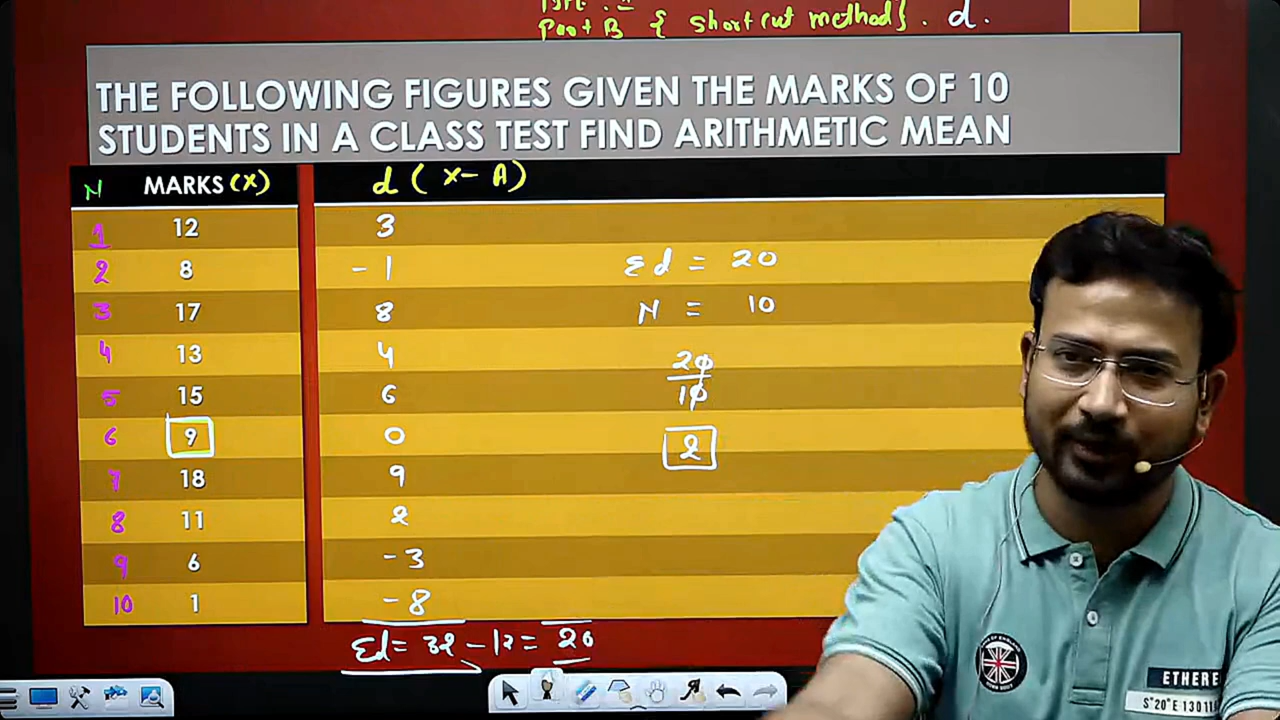 Part B { Short cut method}. d.
THE FOLLOWING FIGURES GIVEN THE MARKS OF 10
STUDENTS IN A CLASS TEST FIND ARITHMETIC MEAN
N MARKS (X) d ( X - A )
1 12 3
2 8 - 1
3 17 8
4 13 4
5 15 6
6 9 0
7 18 9
8 11 2
9 6 - 3
10 1 - 8
Σd = 32 - 12 = 20
Σd = 20
N = 10
20
10
2
ETHERE